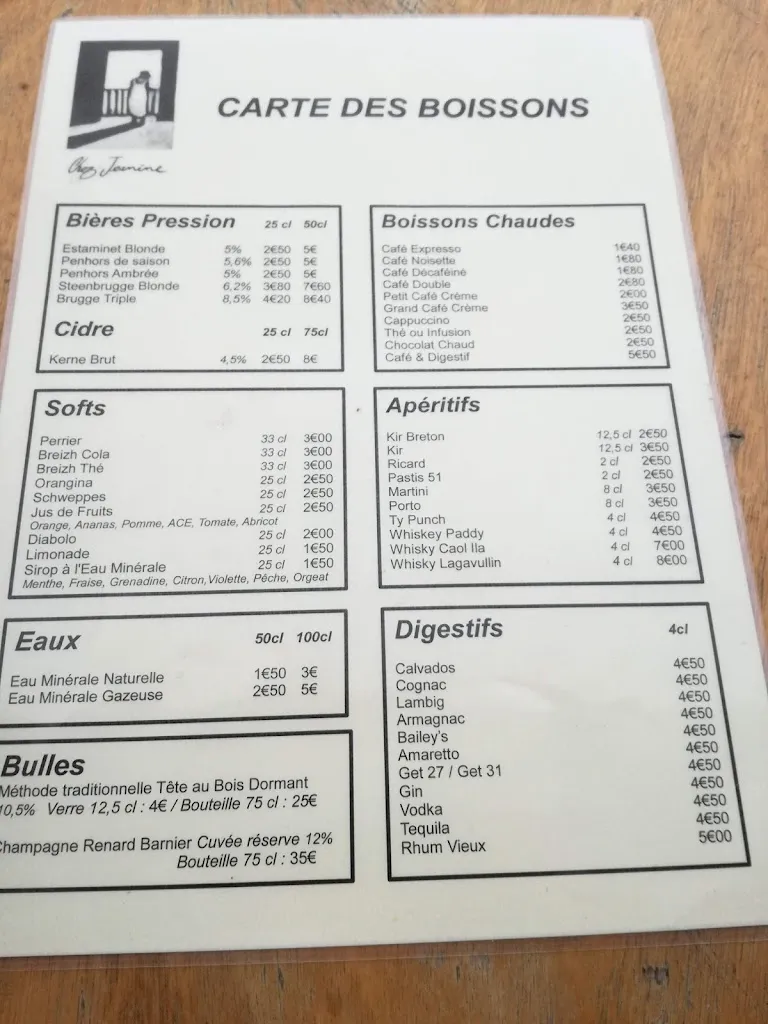 CARTE DES BOISSONS
Chez Jeanine
Bières Pression 25 cl 50cl
Estaminet Blonde 5% 2€50 5€
Penhors de saison 5,6% 2€50 5€
Penhors Ambrée 5% 2€50 5€
Steenbrugge Blonde 6,2% 3€80 7€60
Brugge Triple 8,5% 4€20 8€40
Cidre 25 cl 75cl
Kerne Brut 4,5% 2€50 8€
Softs
Perrier 33 cl 3€00
Breizh Cola 33 cl 3€00
Breizh Thé 33 cl 3€00
Orangina 25 cl 2€50
Schweppes 25 cl 2€50
Jus de Fruits 25 cl 2€50
Orange, Ananas, Pomme, ACE, Tomate, Abricot
Diabolo 25 cl 2€00
Limonade 25 cl 1€50
Sirop à l'Eau Minérale 25 cl 1€50
Menthe, Fraise, Grenadine, Citron,Violette, Pêche, Orgeat
Eaux 50cl 100cl
Eau Minérale Naturelle 1€50 3€
Eau Minérale Gazeuse 2€50 5€
Bulles
Méthode traditionnelle Tête au Bois Dormant
10,5% Verre 12,5 cl : 4€ / Bouteille 75 cl : 25€
Champagne Renard Barnier Cuvée réserve 12%
Bouteille 75 cl : 35€
Boissons Chaudes
Café Expresso 1€40
Café Noisette 1€80
Café Décaféiné 1€80
Café Double 2€80
Petit Café Crème 2€00
Grand Café Crème 3€50
Cappuccino 2€50
Thé ou Infusion 2€50
Chocolat Chaud 2€50
Café & Digestif 5€50
Apéritifs
Kir Breton 12,5 cl 2€50
Kir 12,5 cl 3€50
Ricard 2 cl 2€50
Pastis 51 2 cl 2€50
Martini 8 cl 3€50
Porto 8 cl 3€50
Ty Punch 4 cl 4€50
Whiskey Paddy 4 cl 4€50
Whisky Caol Ila 4 cl 7€00
Whisky Lagavullin 4 cl 8€00
Digestifs 4cl
Calvados 4€50
Cognac 4€50
Lambig 4€50
Armagnac 4€50
Bailey's 4€50
Amaretto 4€50
Get 27 / Get 31 4€50
Gin 4€50
Vodka 4€50
Tequila 4€50
Rhum Vieux 5€00